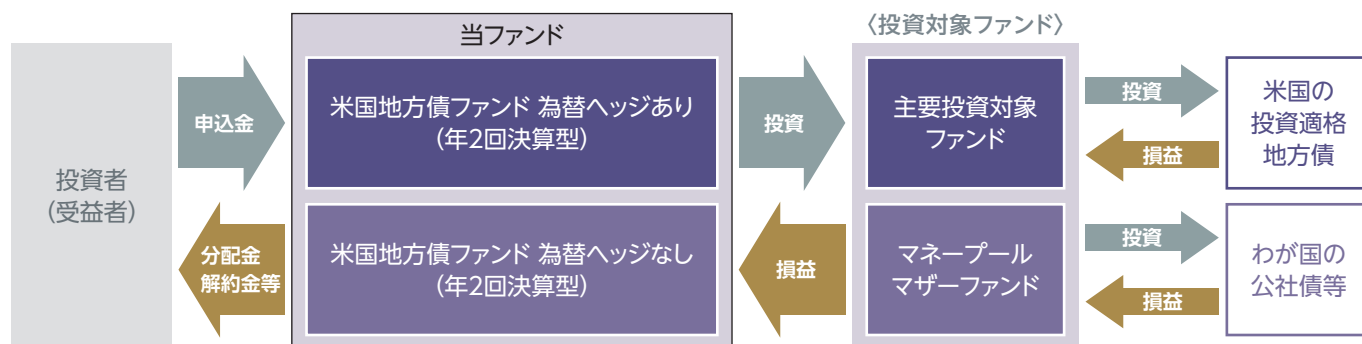 投資者
(受益者)
申込金
分配金
解約金等
当ファンド
米国地方債ファンド 為替ヘッジあり
(年2回決算型)
米国地方債ファンド 為替ヘッジなし
(年2回決算型)
投資
損益
〈投資対象ファンド〉
主要投資対象
ファンド
マネープール
マザーファンド
投資
損益
投資
損益
米国の
投資適格
地方債
わが国の
公社債等